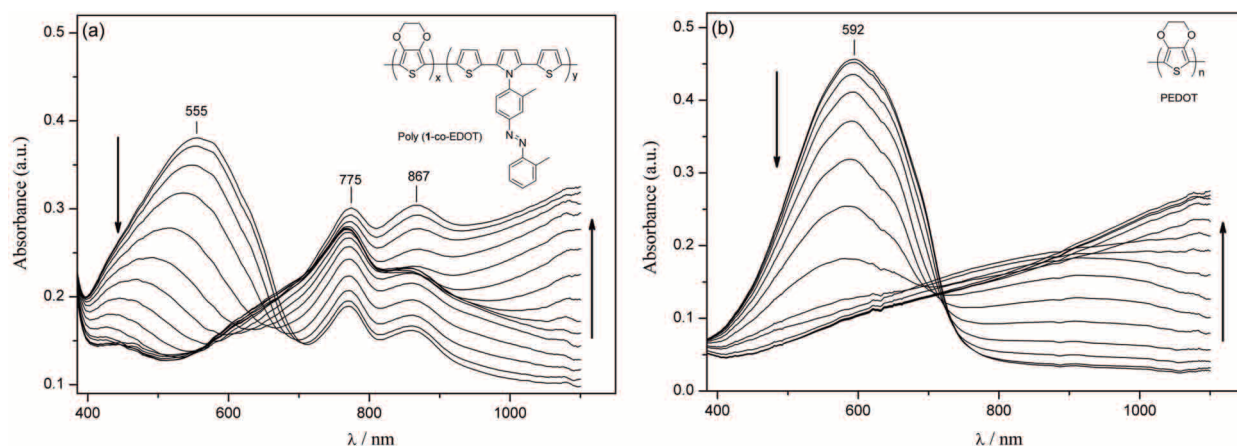 (a)
555
775
867
O
O
S
x
S
N
S
y
N
N
Poly (1-co-EDOT)
0.5
0.4
0.3
0.2
0.1
Absorbance (a.u.)
400
600
800
1000
λ / nm
(b)
592
O
O
S
n
PEDOT
0.5
0.4
0.3
0.2
0.1
0.0
Absorbance (a.u.)
400
600
800
1000
λ / nm